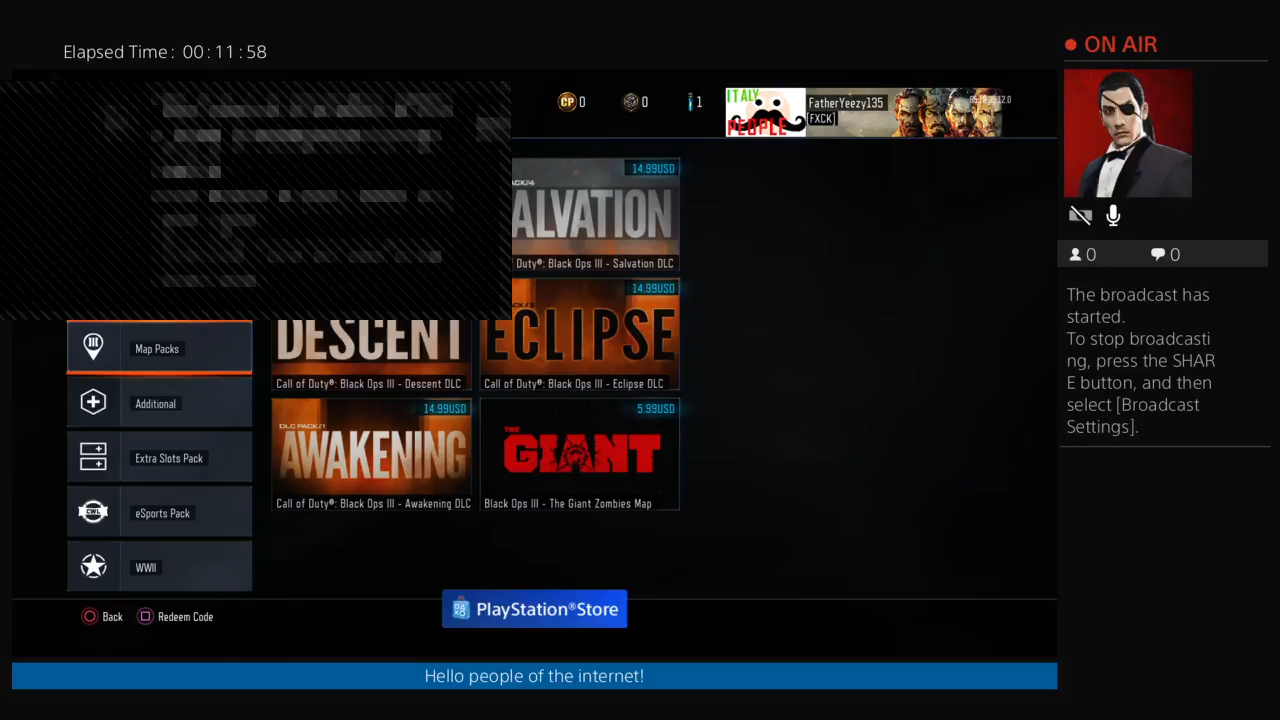 Elapsed Time: 00:11:58
ON AIR
CP 0
0
1
ITALY
PEOPLE
FatherYeezy135
[FXCK]
14.99USD
ACK/4
ALVATION
f Duty®: Black Ops III - Salvation DLC
14.99USD
DESCENT
ECLIPSE
Call of Duty®: Black Ops III - Descent DLC
Call of Duty®: Black Ops III - Eclipse DLC
14.99USD
DLC PACK/1
AWAKENING
Call of Duty®: Black Ops III - Awakening DLC
5.99USD
THE
GIANT
Black Ops III - The Giant Zombies Map
Map Packs
Additional
Extra Slots Pack
CWL
eSports Pack
WWII
Back
Redeem Code
PlayStation®Store
Hello people of the internet!
0
0
The broadcast has
started.
To stop broadcasti
ng, press the SHAR
E button, and then
select [Broadcast
Settings].